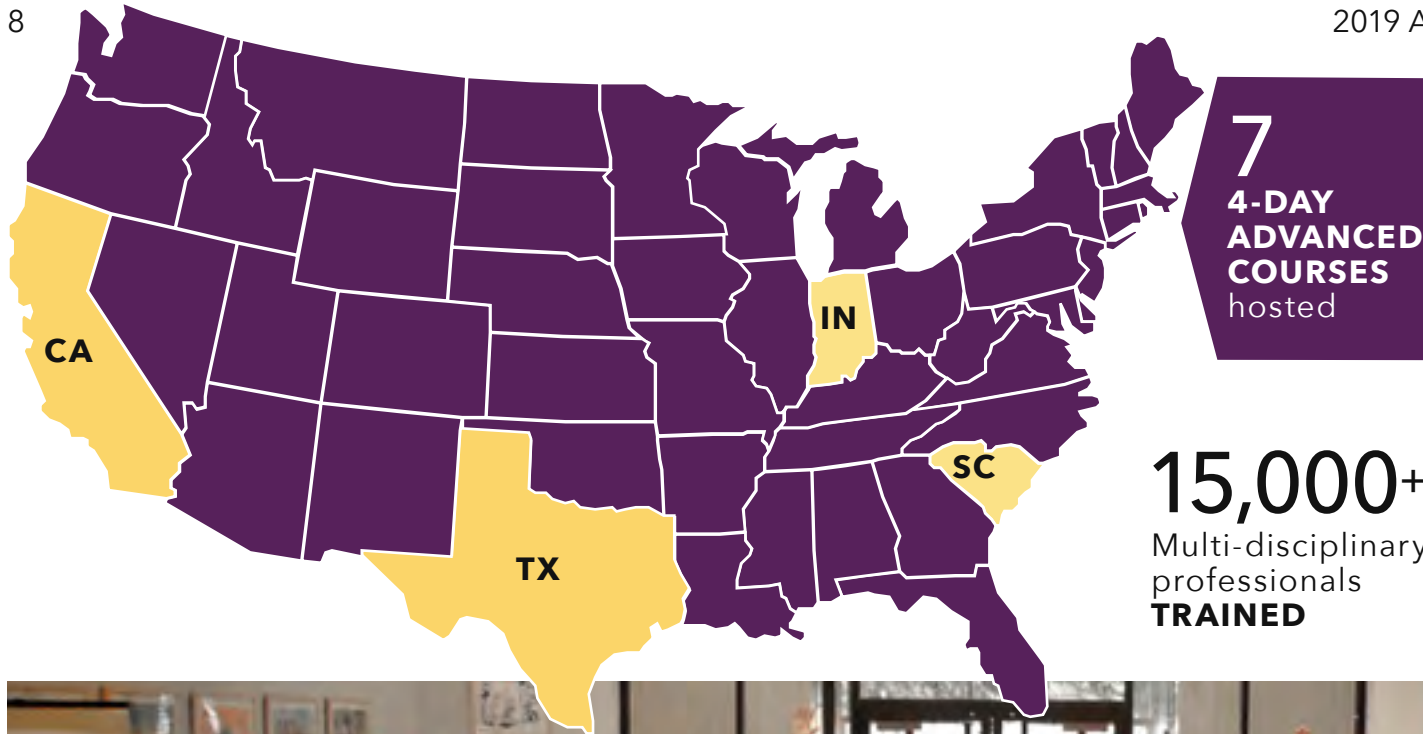 8
2019 A
7
4-DAY
ADVANCED
COURSES
hosted
CA
IN
SC
TX
15,000+
Multi-disciplinary
professionals
TRAINED